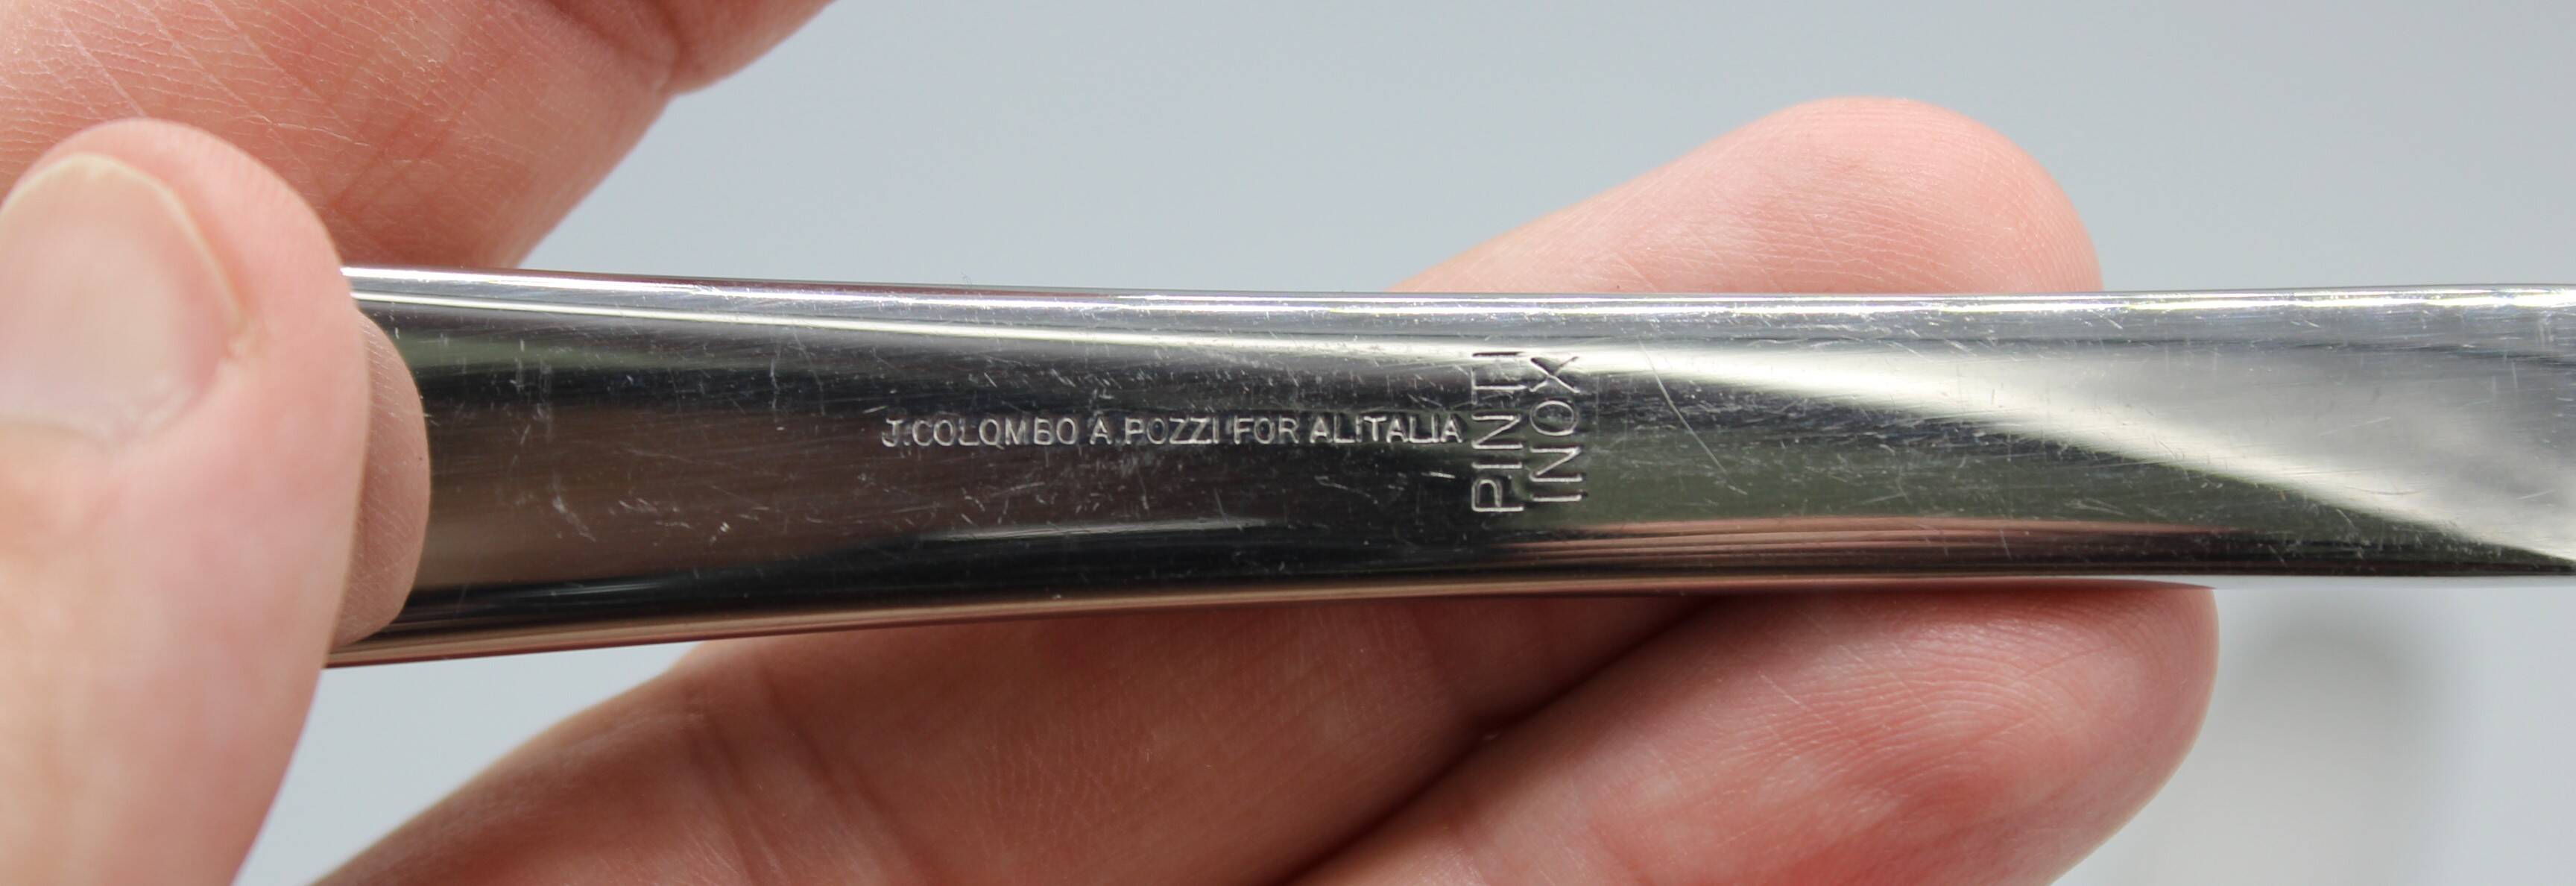 J.COLOMBO A.POZZI FOR ALITALIA
PINTI
INOX